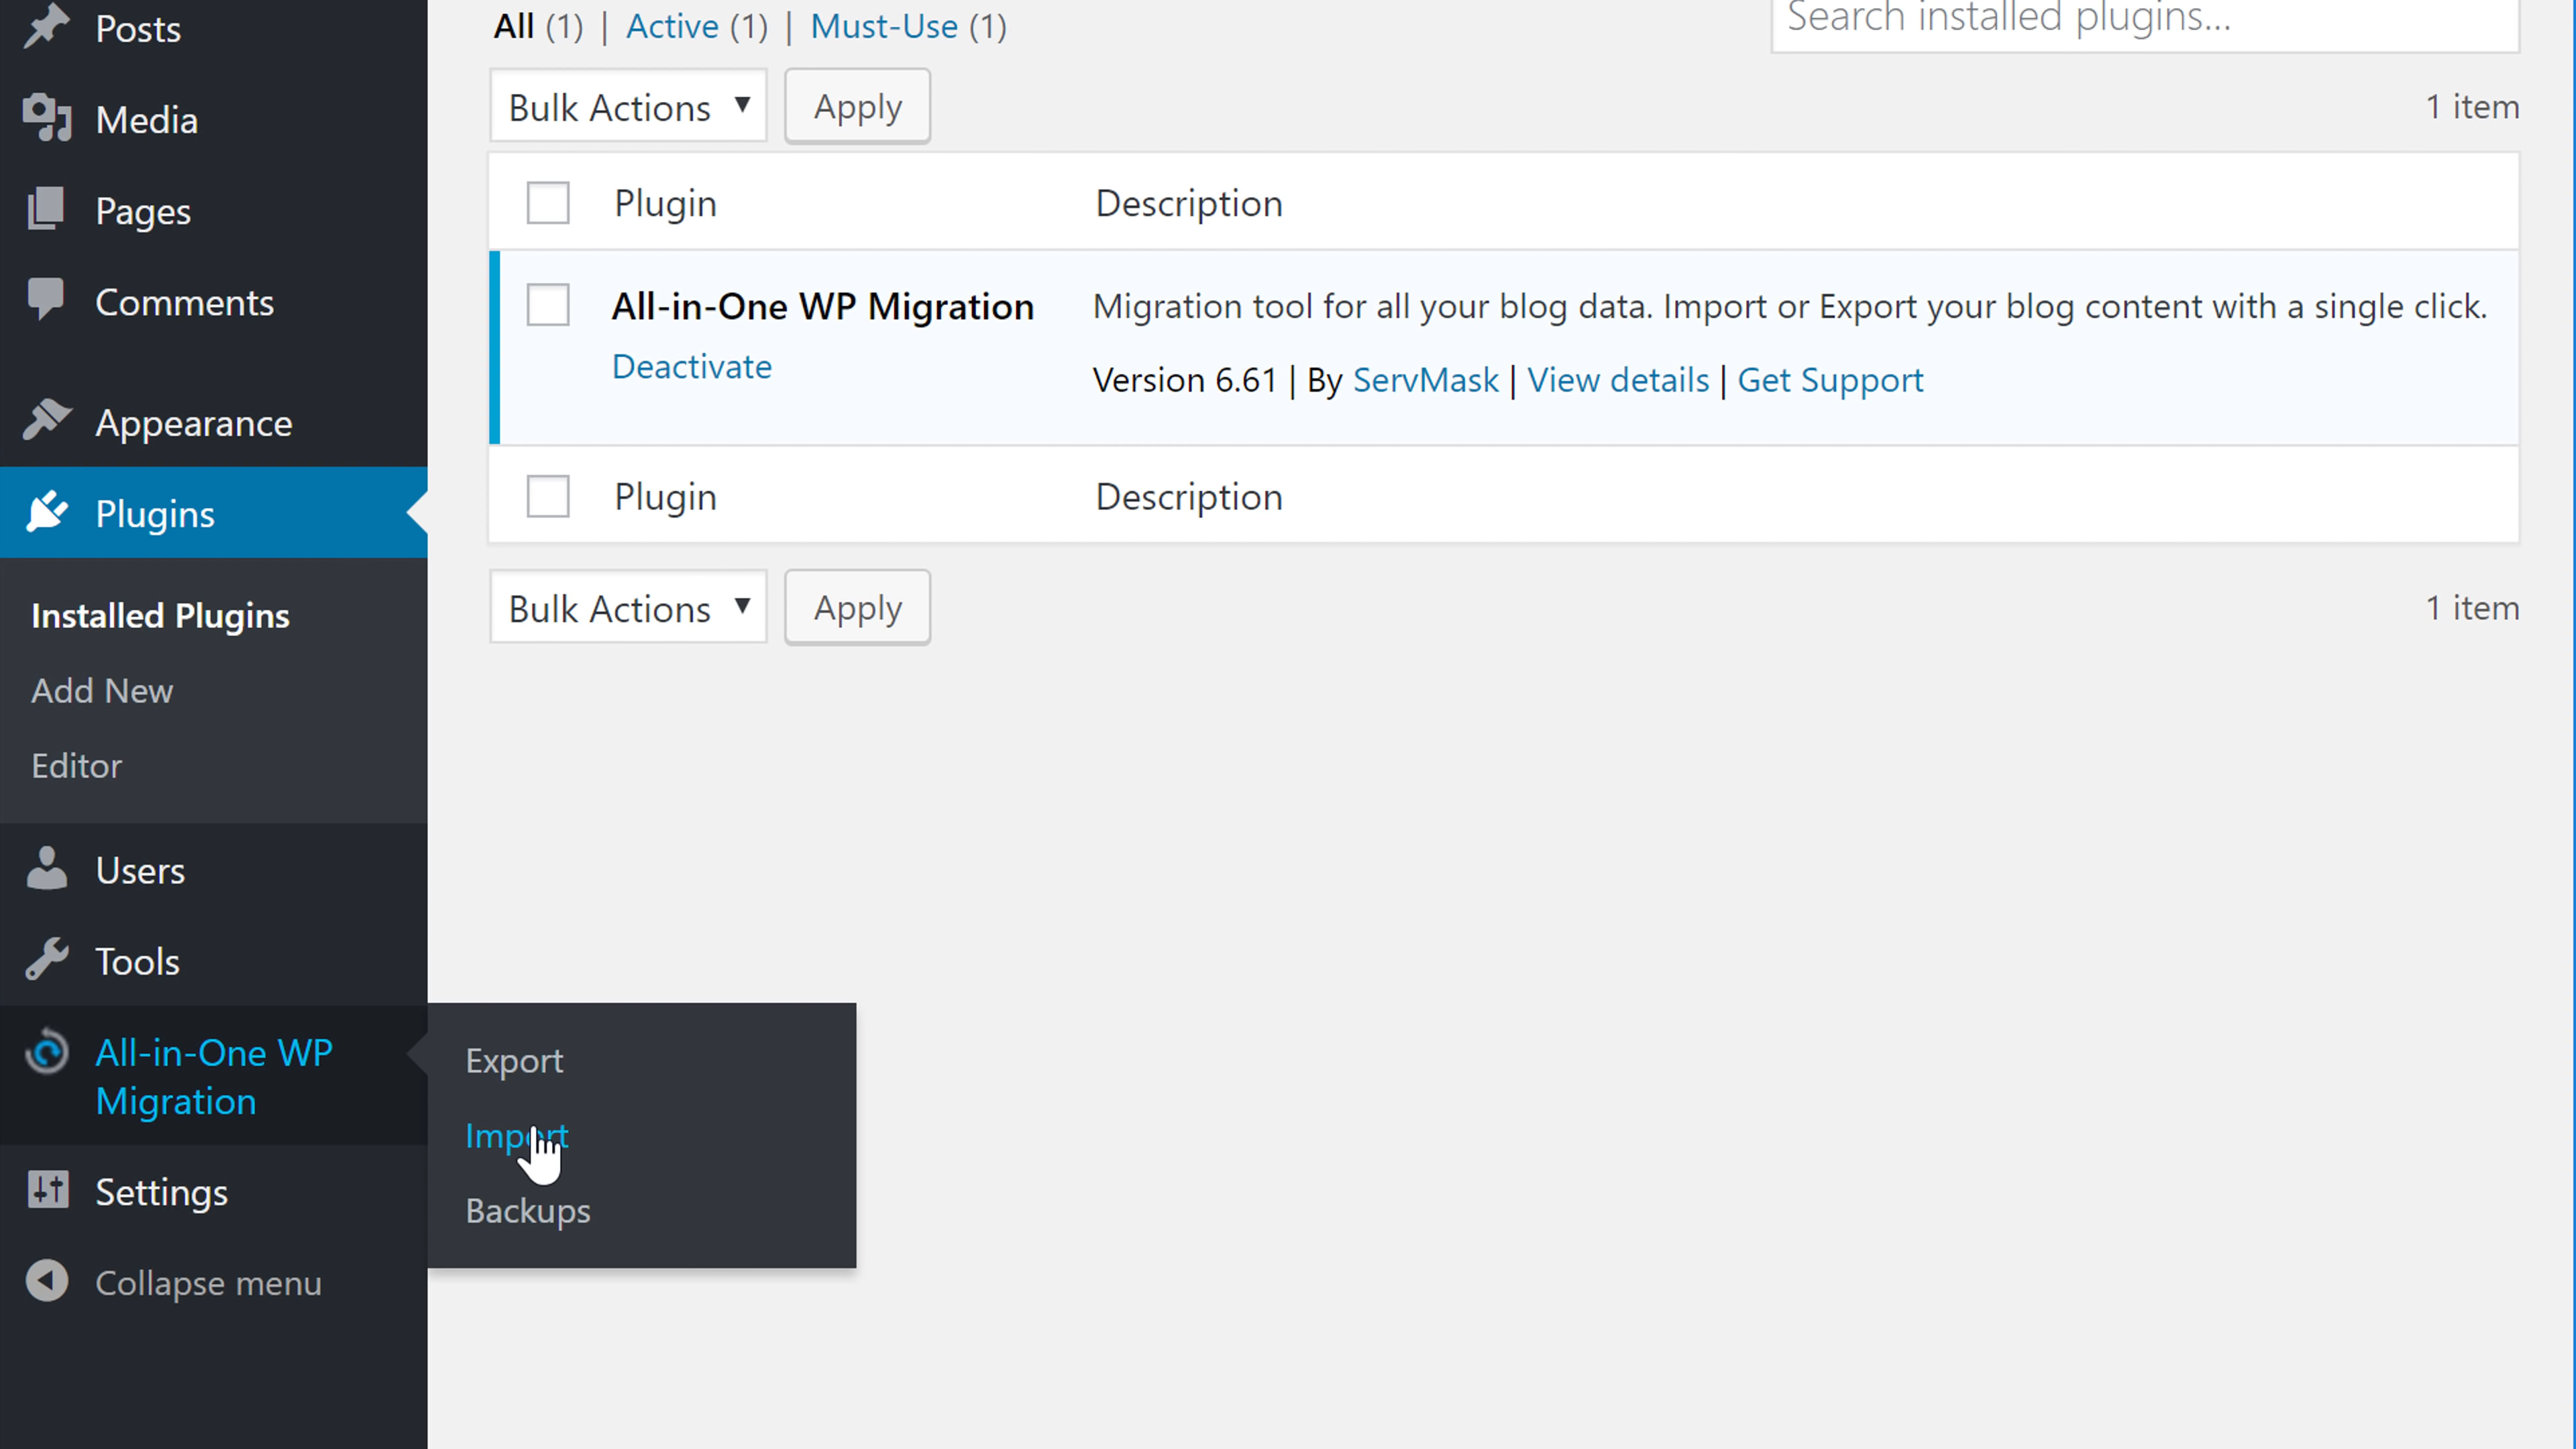 Posts
Media
Pages
Comments
Appearance
Plugins
Installed Plugins
Add New
Editor
Users
Tools
All-in-One WP
Migration
Settings
Collapse menu
Export
Import
Backups
All (1) | Active (1) | Must-Use (1)
Search installed plugins...
Bulk Actions ▼ Apply
1 item
Plugin Description
All-in-One WP Migration
Deactivate
Migration tool for all your blog data. Import or Export your blog content with a single click.
Version 6.61 | By ServMask | View details | Get Support
Plugin Description
Bulk Actions ▼ Apply
1 item